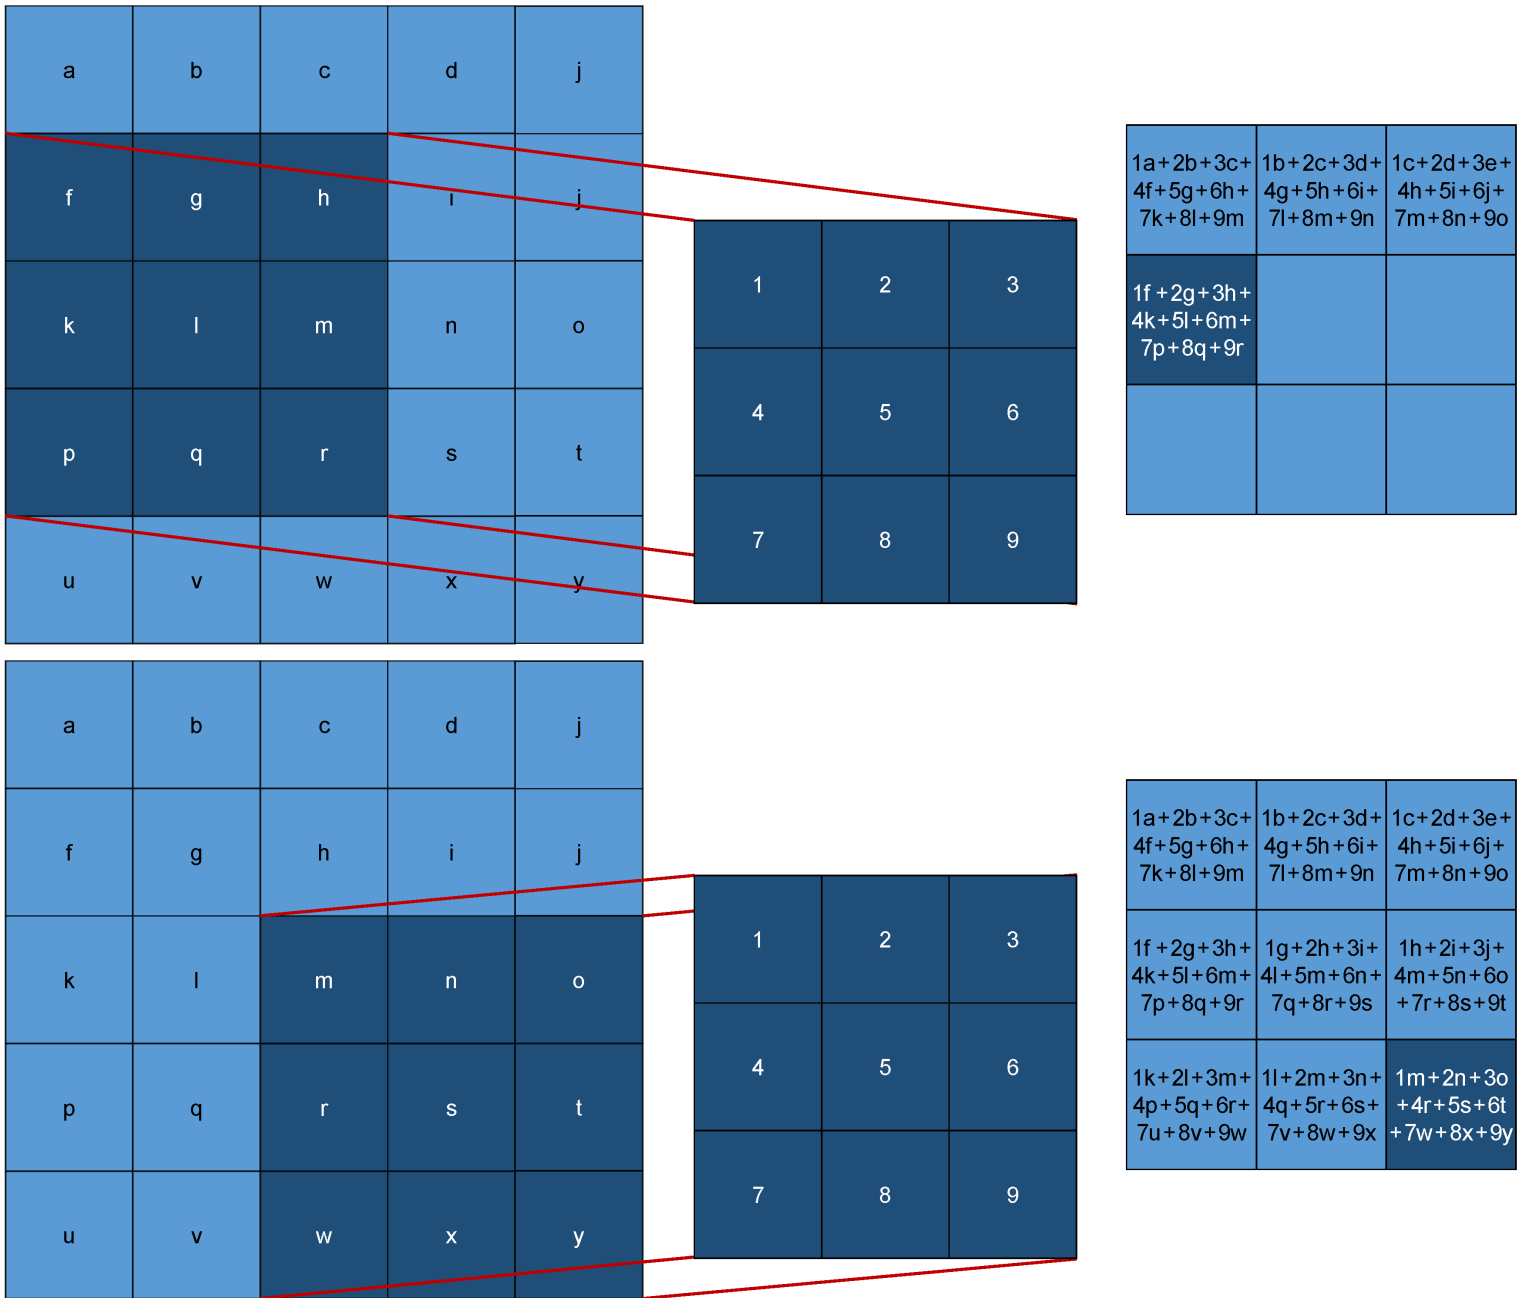 a b c d j
f g h i j
k l m n o
p q r s t
u v w x y
1 2 3
4 5 6
7 8 9
1a+2b+3c+
4f+5g+6h+
7k+8l+9m
1b+2c+3d+
4g+5h+6i+
7l+8m+9n
1c+2d+3e+
4h+5i+6j+
7m+8n+9o
1f+2g+3h+
4k+5l+6m+
7p+8q+9r
a b c d j
f g h i j
k l m n o
p q r s t
u v w x y
1 2 3
4 5 6
7 8 9
1a+2b+3c+
4f+5g+6h+
7k+8l+9m
1b+2c+3d+
4g+5h+6i+
7l+8m+9n
1c+2d+3e+
4h+5i+6j+
7m+8n+9o
1f+2g+3h+
4k+5l+6m+
7p+8q+9r
1g+2h+3i+
4l+5m+6n+
7q+8r+9s
1h+2i+3j+
4m+5n+6o
+7r+8s+9t
1k+2l+3m+
4p+5q+6r+
7u+8v+9w
1l+2m+3n+
4q+5r+6s+
7v+8w+9x
1m+2n+3o
+4r+5s+6t
+7w+8x+9y